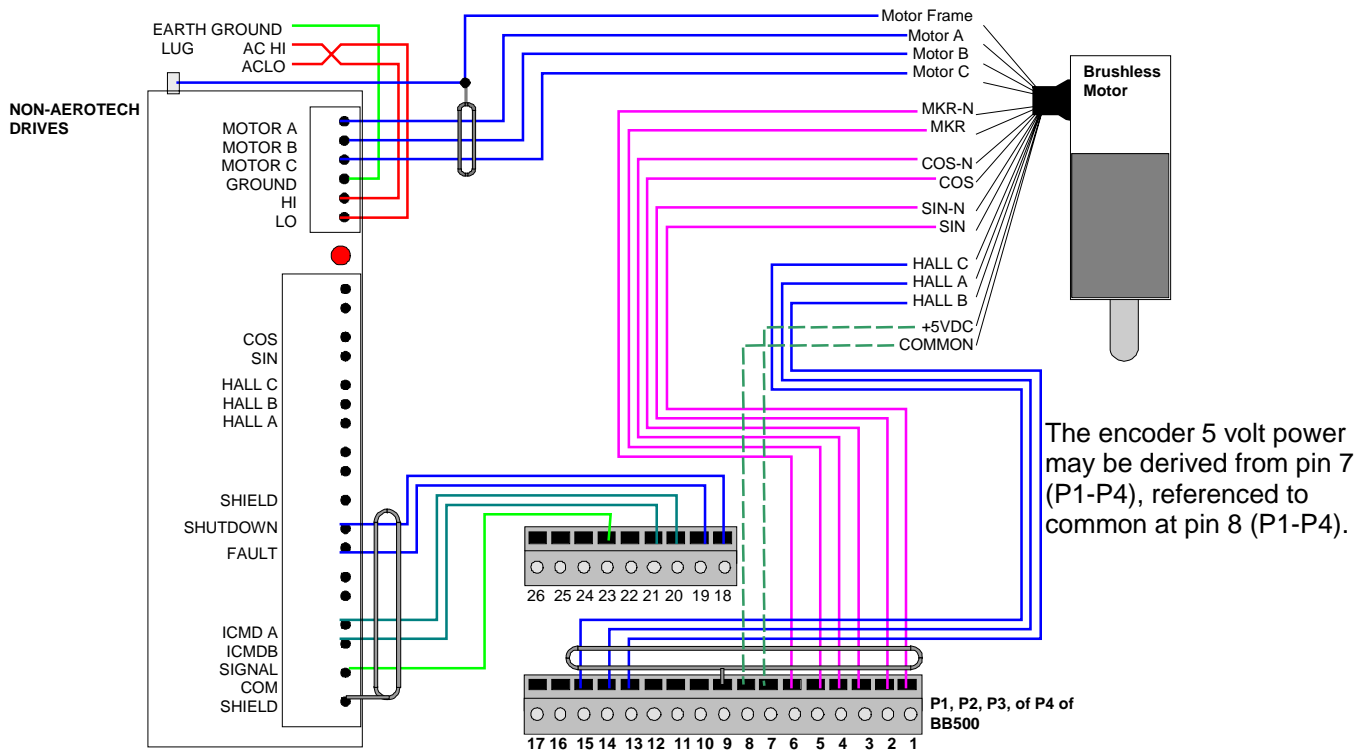 EARTH GROUND
LUG
AC HI
ACLO
NON-AEROTECH
DRIVES
MOTOR A
MOTOR B
MOTOR C
GROUND
HI
LO
COS
SIN
HALL C
HALL B
HALL A
SHIELD
SHUTDOWN
FAULT
ICMD A
ICMDB
SIGNAL
COM
SHIELD
Motor Frame
Motor A
Motor B
Motor C
MKR-N
MKR
COS-N
COS
SIN-N
SIN
HALL C
HALL A
HALL B
+5VDC
COMMON
Brushless
Motor
The encoder 5 volt power
may be derived from pin 7
(P1-P4), referenced to
common at pin 8 (P1-P4).
26 25 24 23 22 21 20 19 18
P1, P2, P3, of P4 of
BB500
17 16 15 14 13 12 11 10 9 8 7 6 5 4 3 2 1